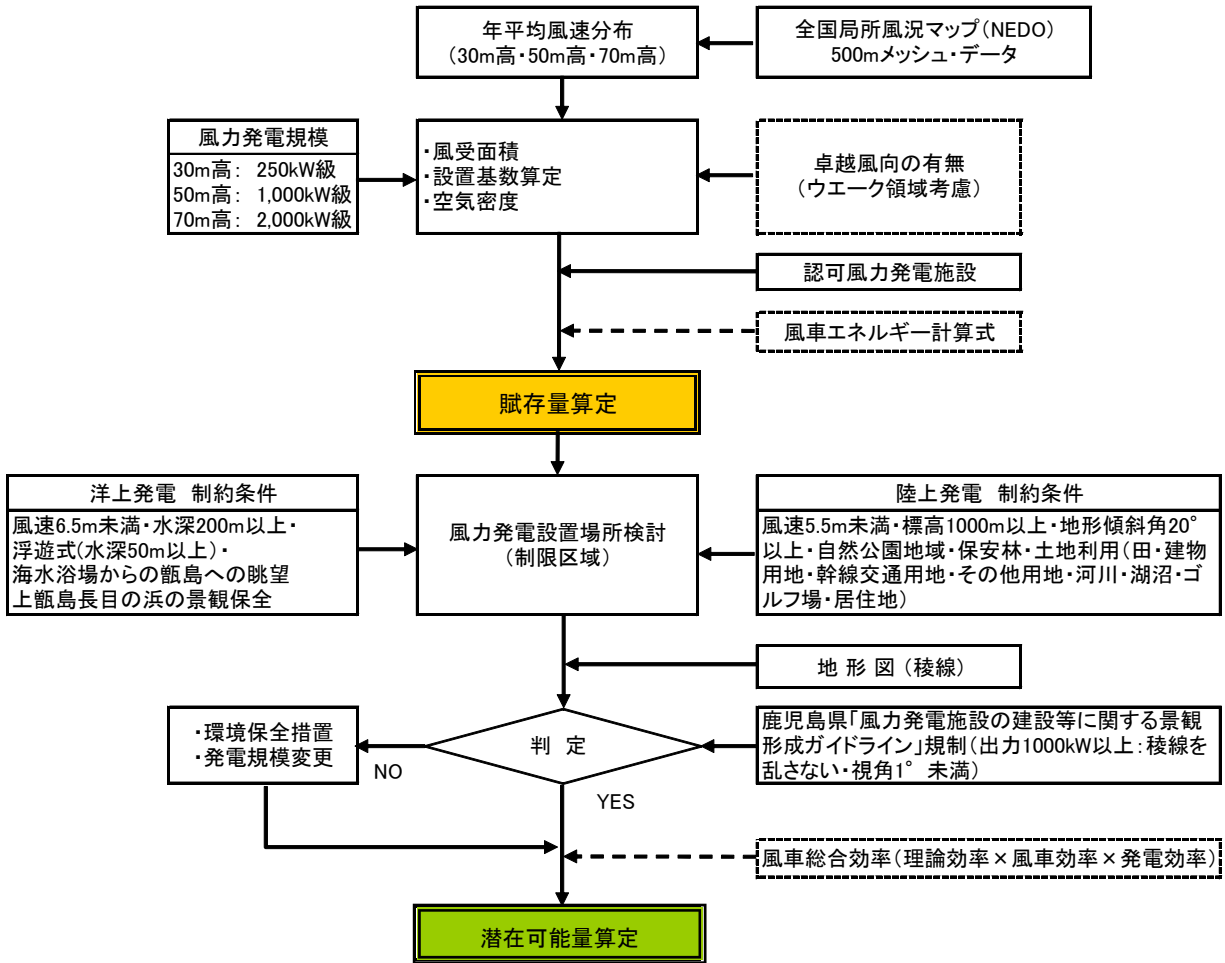 年平均風速分布
(30m高・50m高・70m高)
全国局所風況マップ(NEDO)
500mメッシュ・データ
風力発電規模
30m高: 250kW級
50m高: 1,000kW級
70m高: 2,000kW級
・風受面積
・設置基数算定
・空気密度
卓越風向の有無
(ウエーク領域考慮)
認可風力発電施設
風車エネルギー計算式
賦存量算定
洋上発電 制約条件
風速6.5m未満・水深200m以上・
浮遊式(水深50m以上)・
海水浴場からの甑島への眺望
上甑島長目の浜の景観保全
風力発電設置場所検討
(制限区域)
陸上発電 制約条件
風速5.5m未満・標高1000m以上・地形傾斜角20°
以上・自然公園地域・保安林・土地利用(田・建物
用地・幹線交通用地・その他用地・河川・湖沼・ゴ
ルフ場・居住地)
地 形 図 (稜線)
・環境保全措置
・発電規模変更
NO
判 定
YES
鹿児島県「風力発電施設の建設等に関する景観
形成ガイドライン」規制(出力1000kW以上:稜線を
乱さない・視角1° 未満)
風車総合効率(理論効率×風車効率×発電効率)
潜在可能量算定